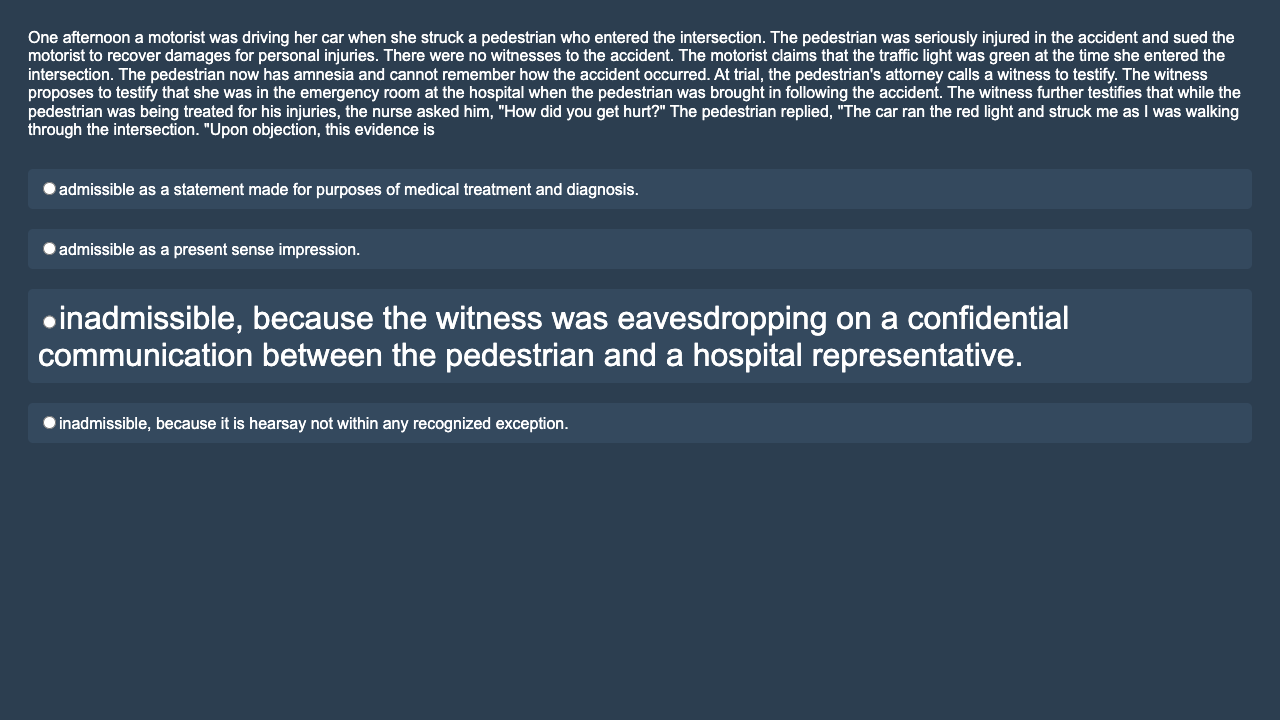 One afternoon a motorist was driving her car when she struck a pedestrian who entered the intersection. The pedestrian was seriously injured in the accident and sued the
motorist to recover damages for personal injuries. There were no witnesses to the accident. The motorist claims that the traffic light was green at the time she entered the
intersection. The pedestrian now has amnesia and cannot remember how the accident occurred. At trial, the pedestrian's attorney calls a witness to testify. The witness
proposes to testify that she was in the emergency room at the hospital when the pedestrian was brought in following the accident. The witness further testifies that while the
pedestrian was being treated for his injuries, the nurse asked him, "How did you get hurt?" The pedestrian replied, "The car ran the red light and struck me as I was walking
through the intersection. "Upon objection, this evidence is
admissible as a statement made for purposes of medical treatment and diagnosis.
admissible as a present sense impression.
inadmissible, because the witness was eavesdropping on a confidential
communication between the pedestrian and a hospital representative.
inadmissible, because it is hearsay not within any recognized exception.